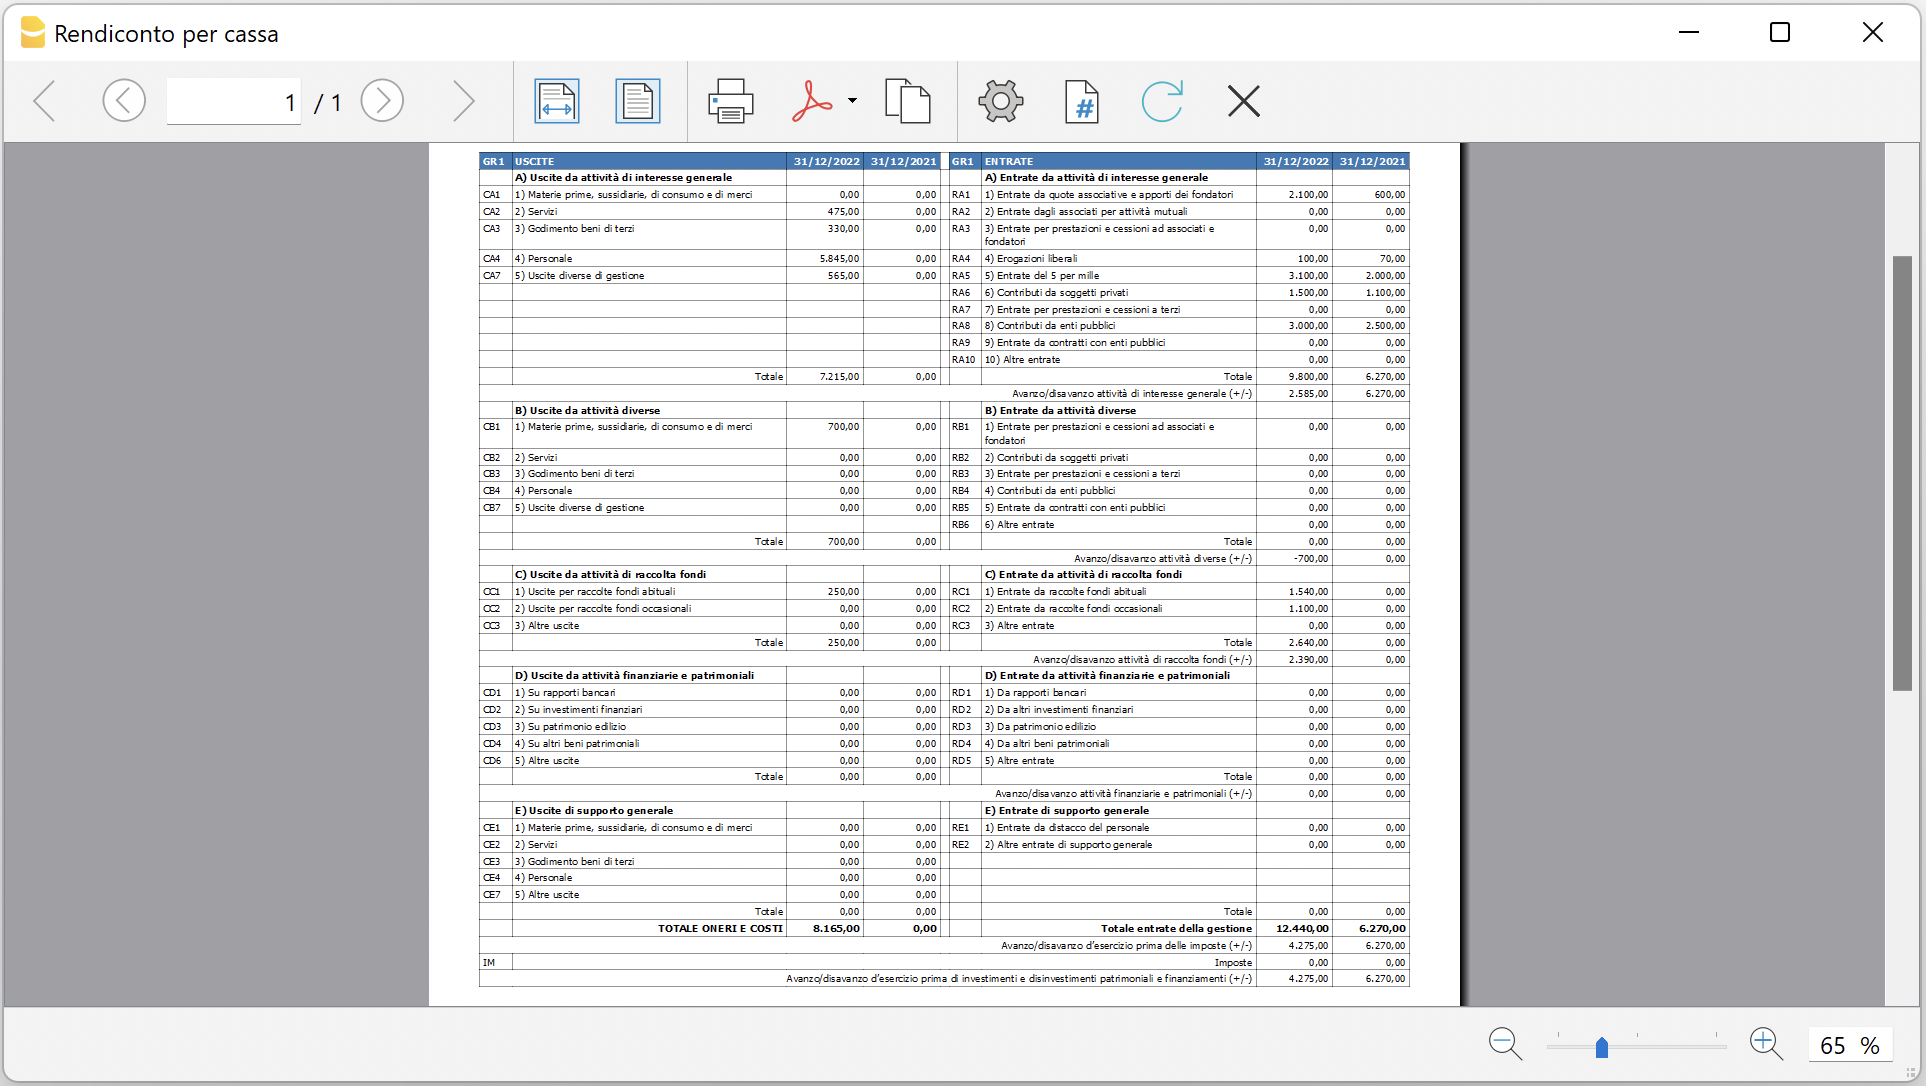 Rendiconto per cassa
1 / 1
GR1 USCITE 31/12/2022 31/12/2021 GR1 ENTRATE 31/12/2022 31/12/2021
A) Uscite da attività di interesse generale A) Entrate da attività di interesse generale
CA1 1) Materie prime, sussidiarie, di consumo e di merci 0,00 0,00 RA1 1) Entrate da quote associative e apporti dei fondatori 2.100,00 600,00
CA2 2) Servizi 475,00 0,00 RA2 2) Entrate dagli associati per attività mutuali 0,00 0,00
CA3 3) Godimento beni di terzi 330,00 0,00 RA3 3) Entrate per prestazioni e cessioni ad associati e 0,00 0,00
fondatori
CA4 4) Personale 5.845,00 0,00 RA4 4) Erogazioni liberali 100,00 70,00
CA7 5) Uscite diverse di gestione 565,00 0,00 RA5 5) Entrate del 5 per mille 3.100,00 2.000,00
RA6 6) Contributi da soggetti privati 1.500,00 1.100,00
RA7 7) Entrate per prestazioni e cessioni a terzi 0,00 0,00
RA8 8) Contributi da enti pubblici 3.000,00 2.500,00
RA9 9) Entrate da contratti con enti pubblici 0,00 0,00
RA10 10) Altre entrate 0,00 0,00
Totale 7.215,00 0,00 Totale 9.800,00 6.270,00
Avanzo/disavanzo attività di interesse generale (+/-) 2.585,00 6.270,00
B) Uscite da attività diverse B) Entrate da attività diverse
CB1 1) Materie prime, sussidiarie, di consumo e di merci 700,00 0,00 RB1 1) Entrate per prestazioni e cessioni ad associati e 0,00 0,00
fondatori
CB2 2) Servizi 0,00 0,00 RB2 2) Contributi da soggetti privati 0,00 0,00
CB3 3) Godimento beni di terzi 0,00 0,00 RB3 3) Entrate per prestazioni e cessioni a terzi 0,00 0,00
CB4 4) Personale 0,00 0,00 RB4 4) Contributi da enti pubblici 0,00 0,00
CB7 5) Uscite diverse di gestione 0,00 0,00 RB5 5) Entrate da contratti con enti pubblici 0,00 0,00
RB6 6) Altre entrate 0,00 0,00
Totale 700,00 0,00 Totale 0,00 0,00
Avanzo/disavanzo attività diverse (+/-) -700,00 0,00
C) Uscite da attività di raccolta fondi C) Entrate da attività di raccolta fondi
CC1 1) Uscite per raccolte fondi abituali 250,00 0,00 RC1 1) Entrate da raccolte fondi abituali 1.540,00 0,00
CC2 2) Uscite per raccolte fondi occasionali 0,00 0,00 RC2 2) Entrate da raccolte fondi occasionali 1.100,00 0,00
CC3 3) Altre uscite 0,00 0,00 RC3 3) Altre entrate 0,00 0,00
Totale 250,00 0,00 Totale 2.640,00 0,00
Avanzo/disavanzo attività di raccolta fondi (+/-) 2.390,00 0,00
D) Uscite da attività finanziarie e patrimoniali D) Entrate da attività finanziarie e patrimoniali
CD1 1) Su rapporti bancari 0,00 0,00 RD1 1) Da rapporti bancari 0,00 0,00
CD2 2) Su investimenti finanziari 0,00 0,00 RD2 2) Da altri investimenti finanziari 0,00 0,00
CD3 3) Su patrimonio edilizio 0,00 0,00 RD3 3) Da patrimonio edilizio 0,00 0,00
CD4 4) Su altri beni patrimoniali 0,00 0,00 RD4 4) Da altri beni patrimoniali 0,00 0,00
CD6 5) Altre uscite 0,00 0,00 RD5 5) Altre entrate 0,00 0,00
Totale 0,00 0,00 Totale 0,00 0,00
Avanzo/disavanzo attività finanziarie e patrimoniali (+/-) 0,00 0,00
E) Uscite di supporto generale E) Entrate di supporto generale
CE1 1) Materie prime, sussidiarie, di consumo e di merci 0,00 0,00 RE1 1) Entrate da distacco del personale 0,00 0,00
CE2 2) Servizi 0,00 0,00 RE2 2) Altre entrate di supporto generale 0,00 0,00
CE3 3) Godimento beni di terzi 0,00 0,00
CE4 4) Personale 0,00 0,00
CE7 5) Altre uscite 0,00 0,00
Totale 0,00 0,00 Totale 0,00 0,00
TOTALE ONERI E COSTI 8.165,00 0,00 Totale entrate della gestione 12.440,00 6.270,00
Avanzo/disavanzo d'esercizio prima delle imposte (+/-) 4.275,00 6.270,00
IM Imposte 0,00 0,00
Avanzo/disavanzo d'esercizio prima di investimenti e disinvestimenti patrimoniali e finanziamenti (+/-) 4.275,00 6.270,00
65 %